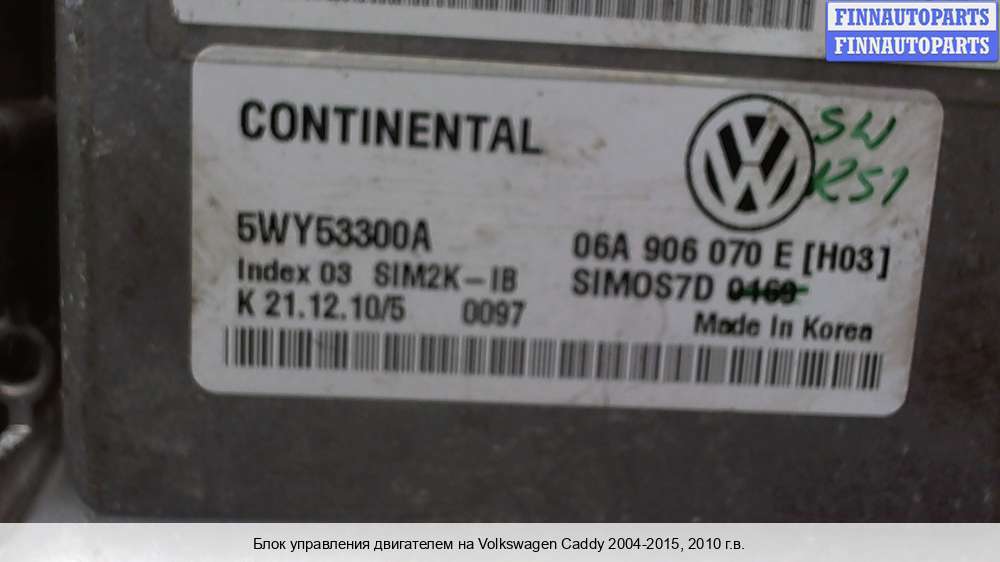 FINNAUTOPARTS
FINNAUTOPARTS
CONTINENTAL
SW
5WY53300A
06A 906 070 E [H03]
Index 03 SIM2K-IB
SIMOS7D 0469
K 21.12.10/5 0097
Made In Korea
Блок управления двигателем на Volkswagen Caddy 2004-2015, 2010 г.в.